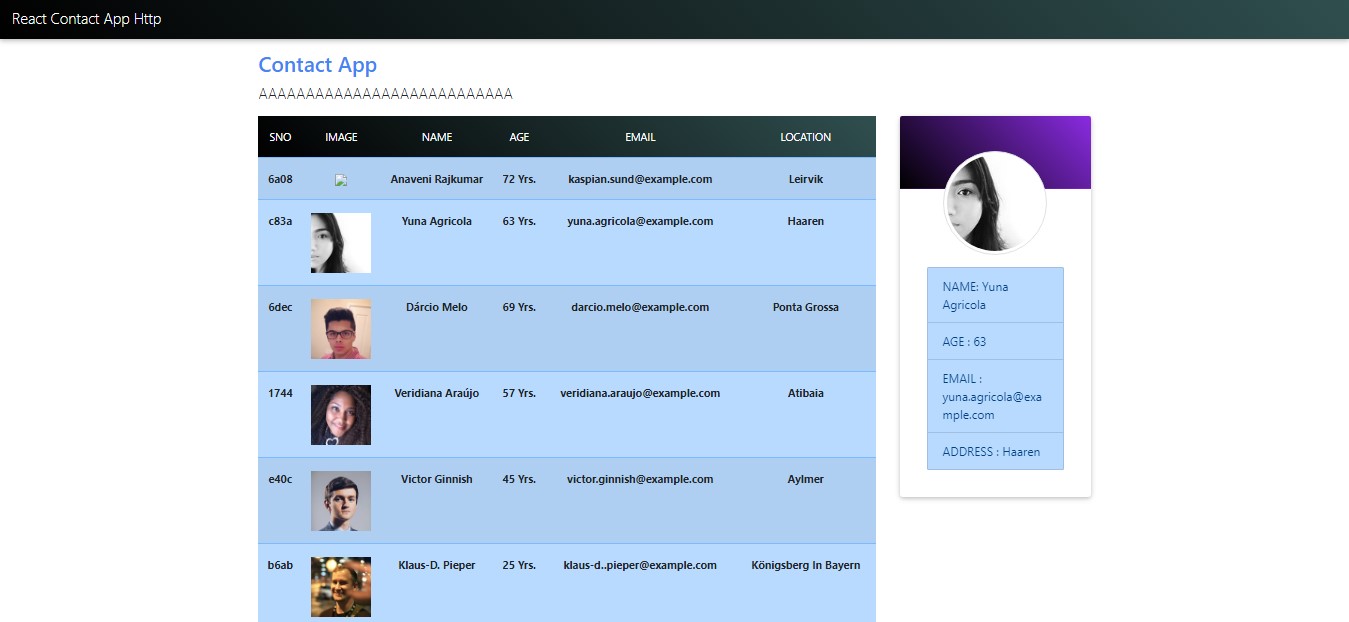 React Contact App Http
Contact App
AAAAAAAAAAAAAAAAAAAAAAAAAAA
SNO IMAGE NAME AGE EMAIL LOCATION
6a08 Anaveni Rajkumar 72 Yrs. kaspian.sund@example.com Leirvik
c83a Yuna Agricola 63 Yrs. yuna.agricola@example.com Haaren
6dec Dárcio Melo 69 Yrs. darcio.melo@example.com Ponta Grossa
1744 Veridiana Araújo 57 Yrs. veridiana.araujo@example.com Atibaia
e40c Victor Ginnish 45 Yrs. victor.ginnish@example.com Aylmer
b6ab Klaus-D. Pieper 25 Yrs. klaus-d..pieper@example.com Königsberg In Bayern
NAME: Yuna
Agricola
AGE : 63
EMAIL :
yuna.agricola@exa
mple.com
ADDRESS : Haaren